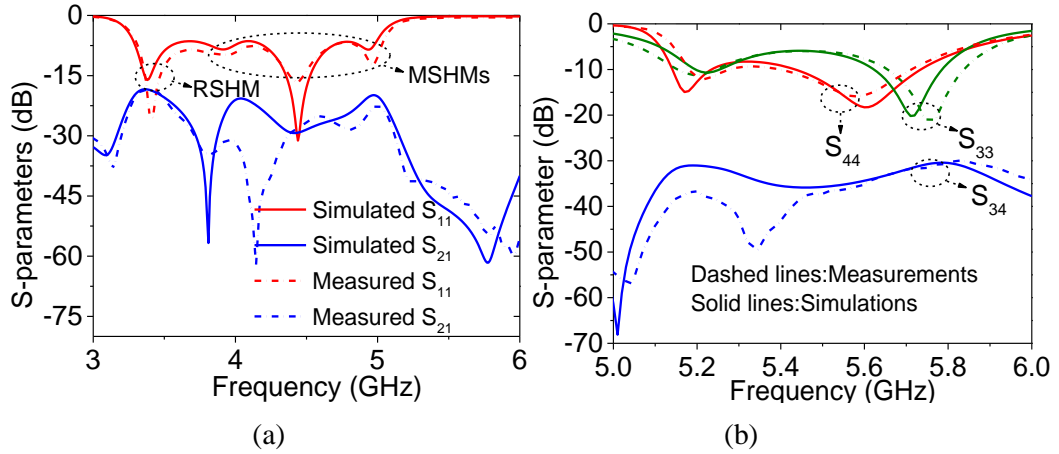 S-parameters (dB)
0
-15
-30
-45
-60
-75
RSHM
MSHMs
Simulated S11
Simulated S21
Measured S11
Measured S21
3
4
5
6
Frequency (GHz)
(a)
S-parameter (dB)
0
-10
-20
-30
-40
-50
-60
-70
S44
S33
S34
Dashed lines:Measurements
Solid lines:Simulations
5.0
5.2
5.4
5.6
5.8
6.0
Frequency (GHz)
(b)